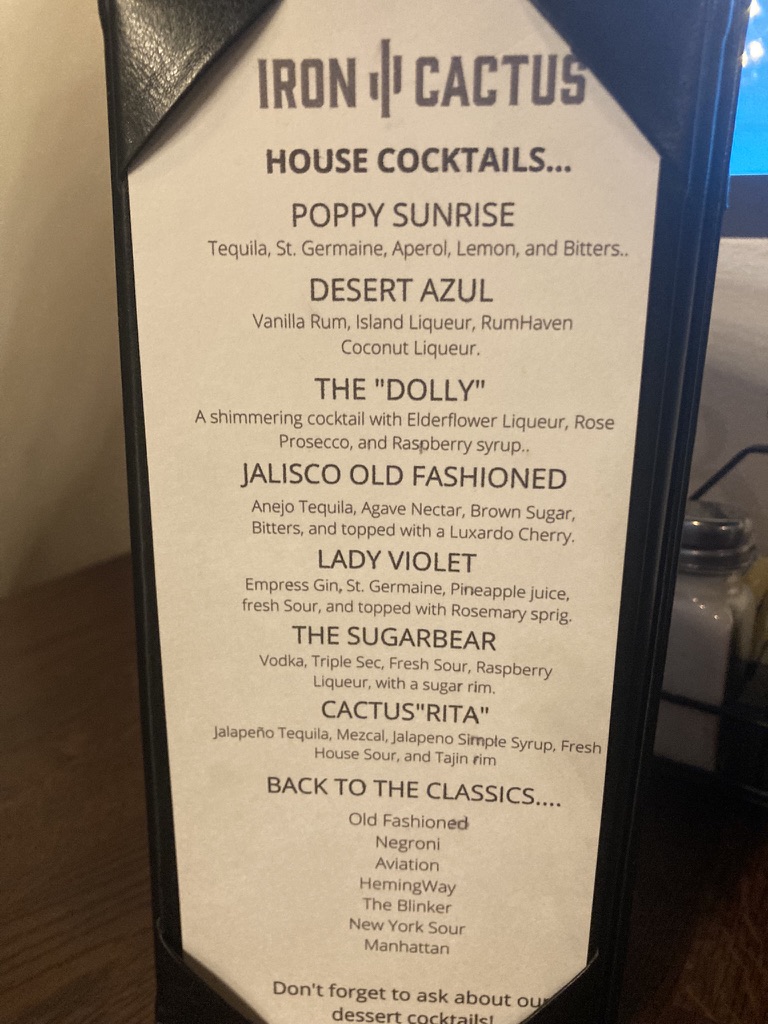 IRON CACTUS
HOUSE COCKTAILS...
POPPY SUNRISE
Tequila, St. Germaine, Aperol, Lemon, and Bitters..
DESERT AZUL
Vanilla Rum, Island Liqueur, RumHaven
Coconut Liqueur.
THE "DOLLY"
A shimmering cocktail with Elderflower Liqueur, Rose
Prosecco, and Raspberry syrup..
JALISCO OLD FASHIONED
Anejo Tequila, Agave Nectar, Brown Sugar,
Bitters, and topped with a Luxardo Cherry.
LADY VIOLET
Empress Gin, St. Germaine, Pineapple juice,
fresh Sour, and topped with Rosemary sprig.
THE SUGARBEAR
Vodka, Triple Sec, Fresh Sour, Raspberry
Liqueur, with a sugar rim.
CACTUS"RITA"
Jalapeño Tequila, Mezcal, Jalapeno Simple Syrup, Fresh
House Sour, and Tajin rim
BACK TO THE CLASSICS....
Old Fashioned
Negroni
Aviation
HemingWay
The Blinker
New York Sour
Manhattan
Don't forget to ask about our
dessert cocktails!